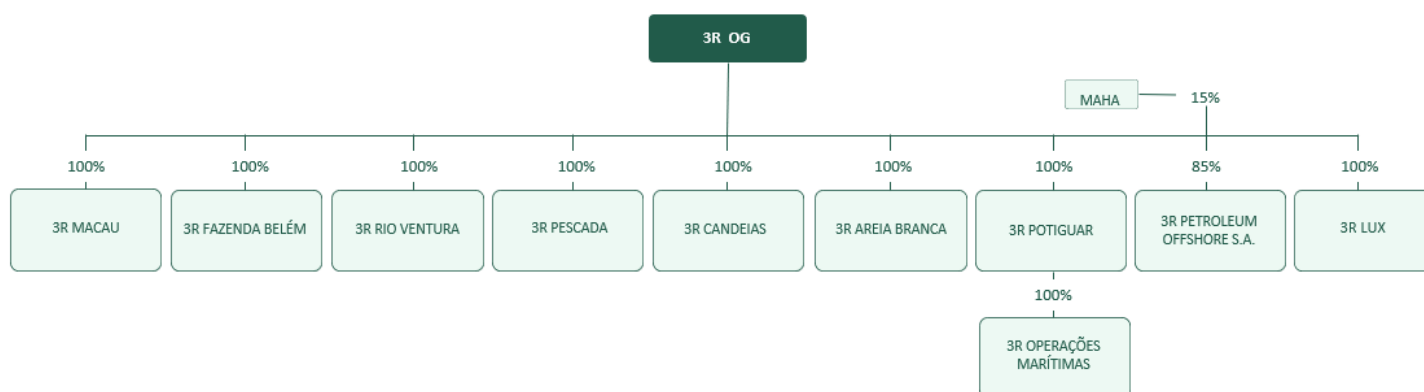 3R OG
MAHA
15%
100%
100%
100%
100%
100%
100%
100%
85%
100%
3R MACAU
3R FAZENDA BELÉM
3R RIO VENTURA
3R PESCADA
3R CANDEIAS
3R AREIA BRANCA
3R POTIGUAR
3R PETROLEUM
OFFSHORE S.A.
3R LUX
100%
3R OPERAÇÕES
MARÍTIMAS